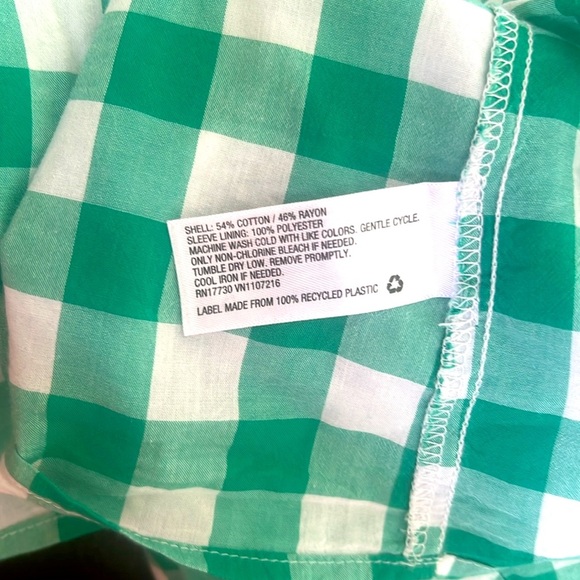 SHELL: 54% COTTON / 46% RAYON
SLEEVE LINING: 100% POLYESTER
MACHINE WASH COLD WITH LIKE COLORS. GENTLE CYCLE.
ONLY NON-CHLORINE BLEACH IF NEEDED.
TUMBLE DRY LOW. REMOVE PROMPTLY.
COOL IRON IF NEEDED.
RN17730 VN1107216
LABEL MADE FROM 100% RECYCLED PLASTIC